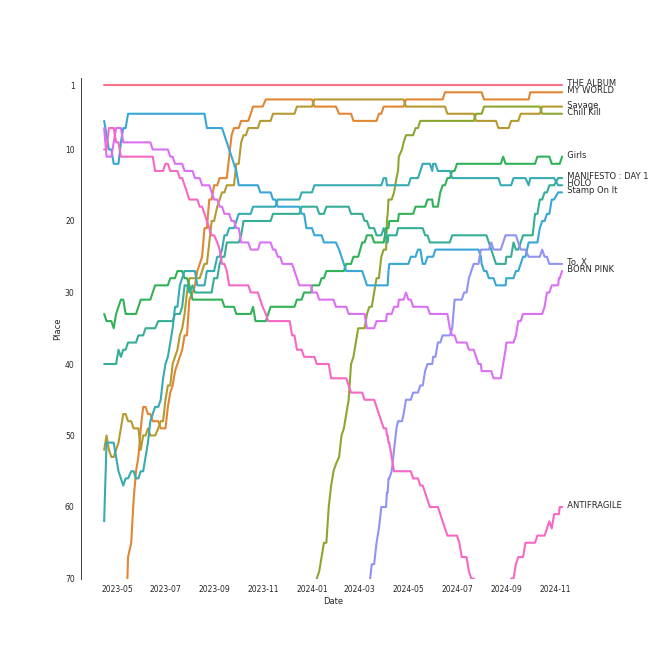 THE ALBUM
MY WORLD
Savage
Chill Kill
Girls
MANIFESTO : DAY 1
HOLO
Stamp On It
To. X
BORN PINK
ANTIFRAGILE
1
10
20
30
40
50
60
70
Place
2023-05 2023-07 2023-09 2023-11 2024-01 2024-03 2024-05 2024-07 2024-09 2024-11
Date